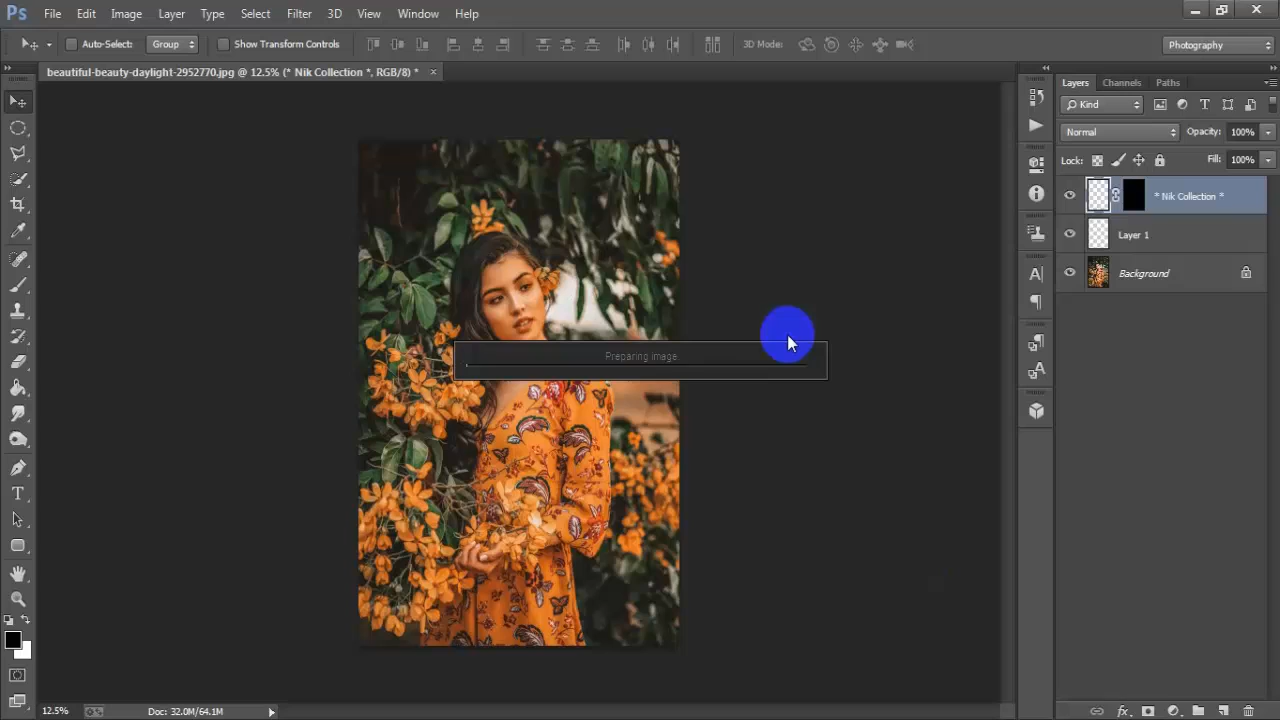 Ps File Edit Image Layer Type Select Filter 3D View Window Help
Auto-Select: Group Show Transform Controls 3D Mode: Photography
beautiful-beauty-daylight-2952770.jpg @ 12.5% (* Nik Collection *, RGB/8) * ×
Layers Channels Paths
Kind
Normal Opacity: 100%
Lock: Fill: 100%
* Nik Collection *
Layer 1
Background
Preparing image
12.5% Doc: 32.0M/64.1M